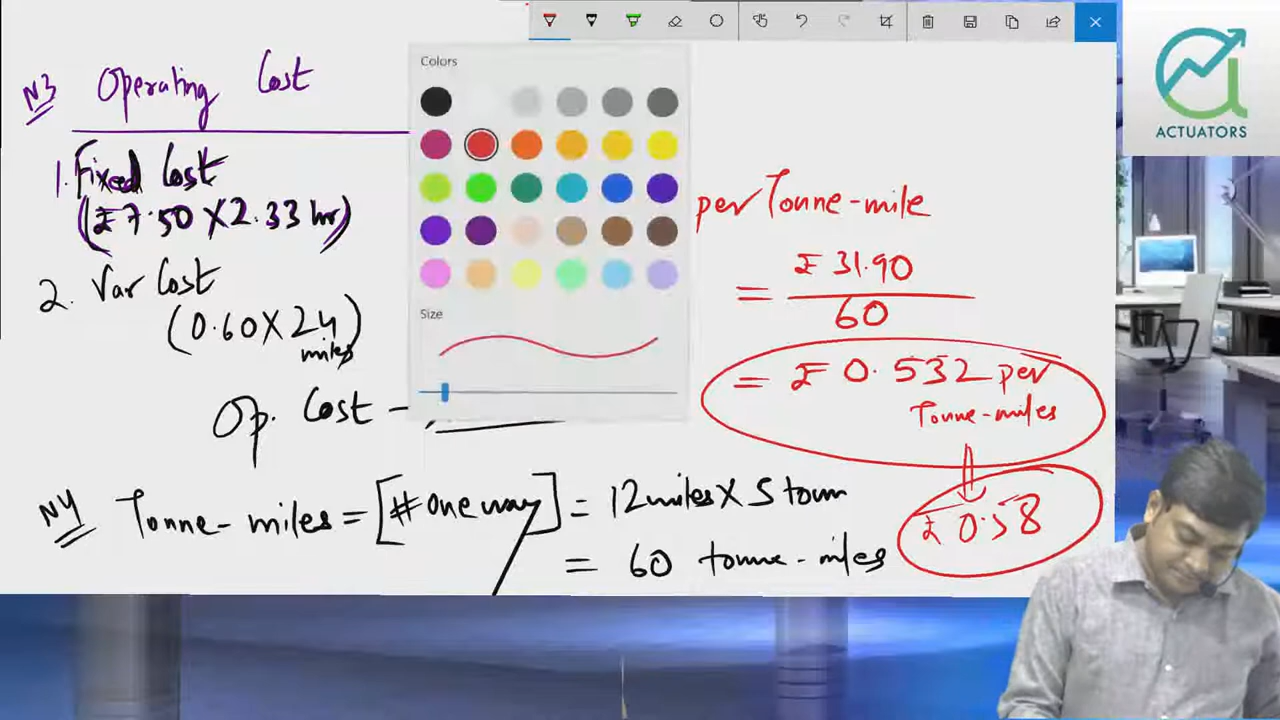 N3 Operating Cost
1. Fixed Cost
(₹ 7.50 X 2.33 hr)
2. Var Cost
(0.60 X 24
miles)
Op. Cost –
N4 Tonne-miles = [# One way] = 12 miles X 5 tonn
= 60 tonne-miles
Colors
Size
per Tonne-mile
= ₹ 31.90
60
= ₹ 0.532 per
Tonne-miles
₹ 0.58
ACTUATORS